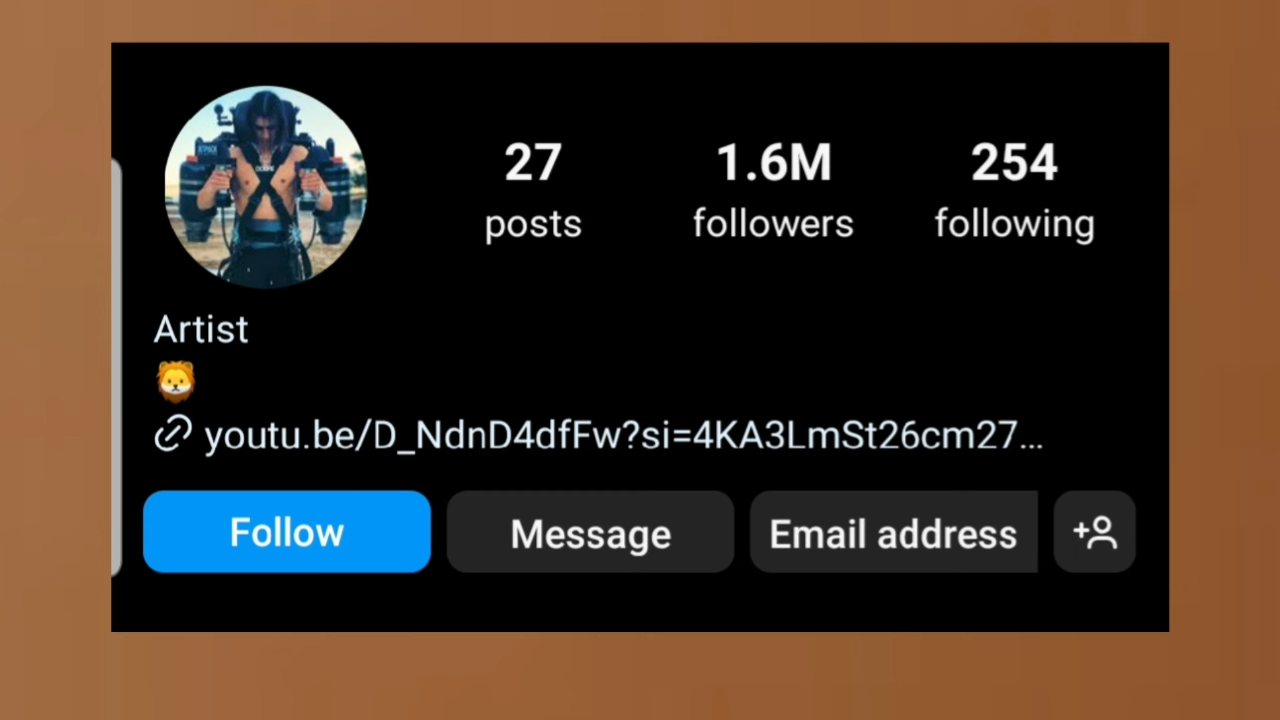 27 1.6M 254
posts followers following
Artist
🦁
youtu.be/D_NdnD4dfFw?si=4KA3LmSt26cm27...
Follow Message Email address